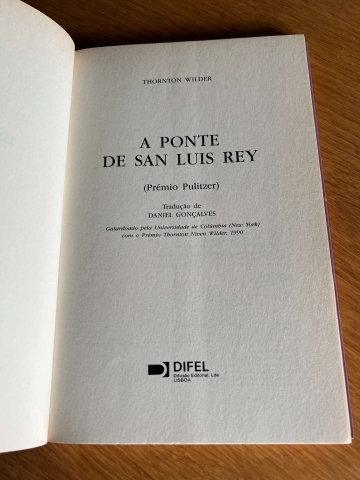 THORNTON WILDER
A PONTE
DE SAN LUIS REY
(Prémio Pulitzer)
Tradução de
DANIEL GONÇALVES
Galardoado pela Universidade de Colúmbia (New York)
com o Prémio Thornton Niven Wilder, 1990
DIFEL
Difusão Editorial, Lda.
LISBOA